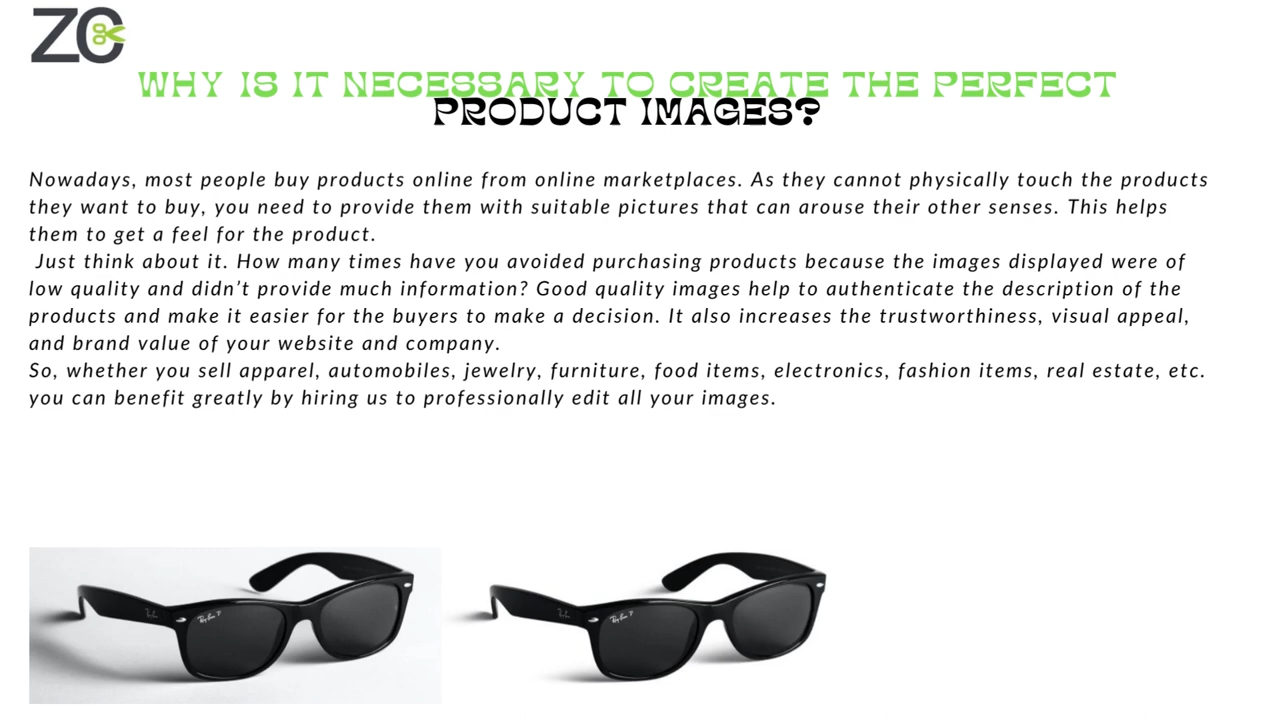 ZC
WHY IS IT NECESSARY TO CREATE THE PERFECT
PRODUCT IMAGES?
Nowadays, most people buy products online from online marketplaces. As they cannot physically touch the products
they want to buy, you need to provide them with suitable pictures that can arouse their other senses. This helps
them to get a feel for the product.
Just think about it. How many times have you avoided purchasing products because the images displayed were of
low quality and didn’t provide much information? Good quality images help to authenticate the description of the
products and make it easier for the buyers to make a decision. It also increases the trustworthiness, visual appeal,
and brand value of your website and company.
So, whether you sell apparel, automobiles, jewelry, furniture, food items, electronics, fashion items, real estate, etc.
you can benefit greatly by hiring us to professionally edit all your images.
Ray-Ban P
Ray-Ban P